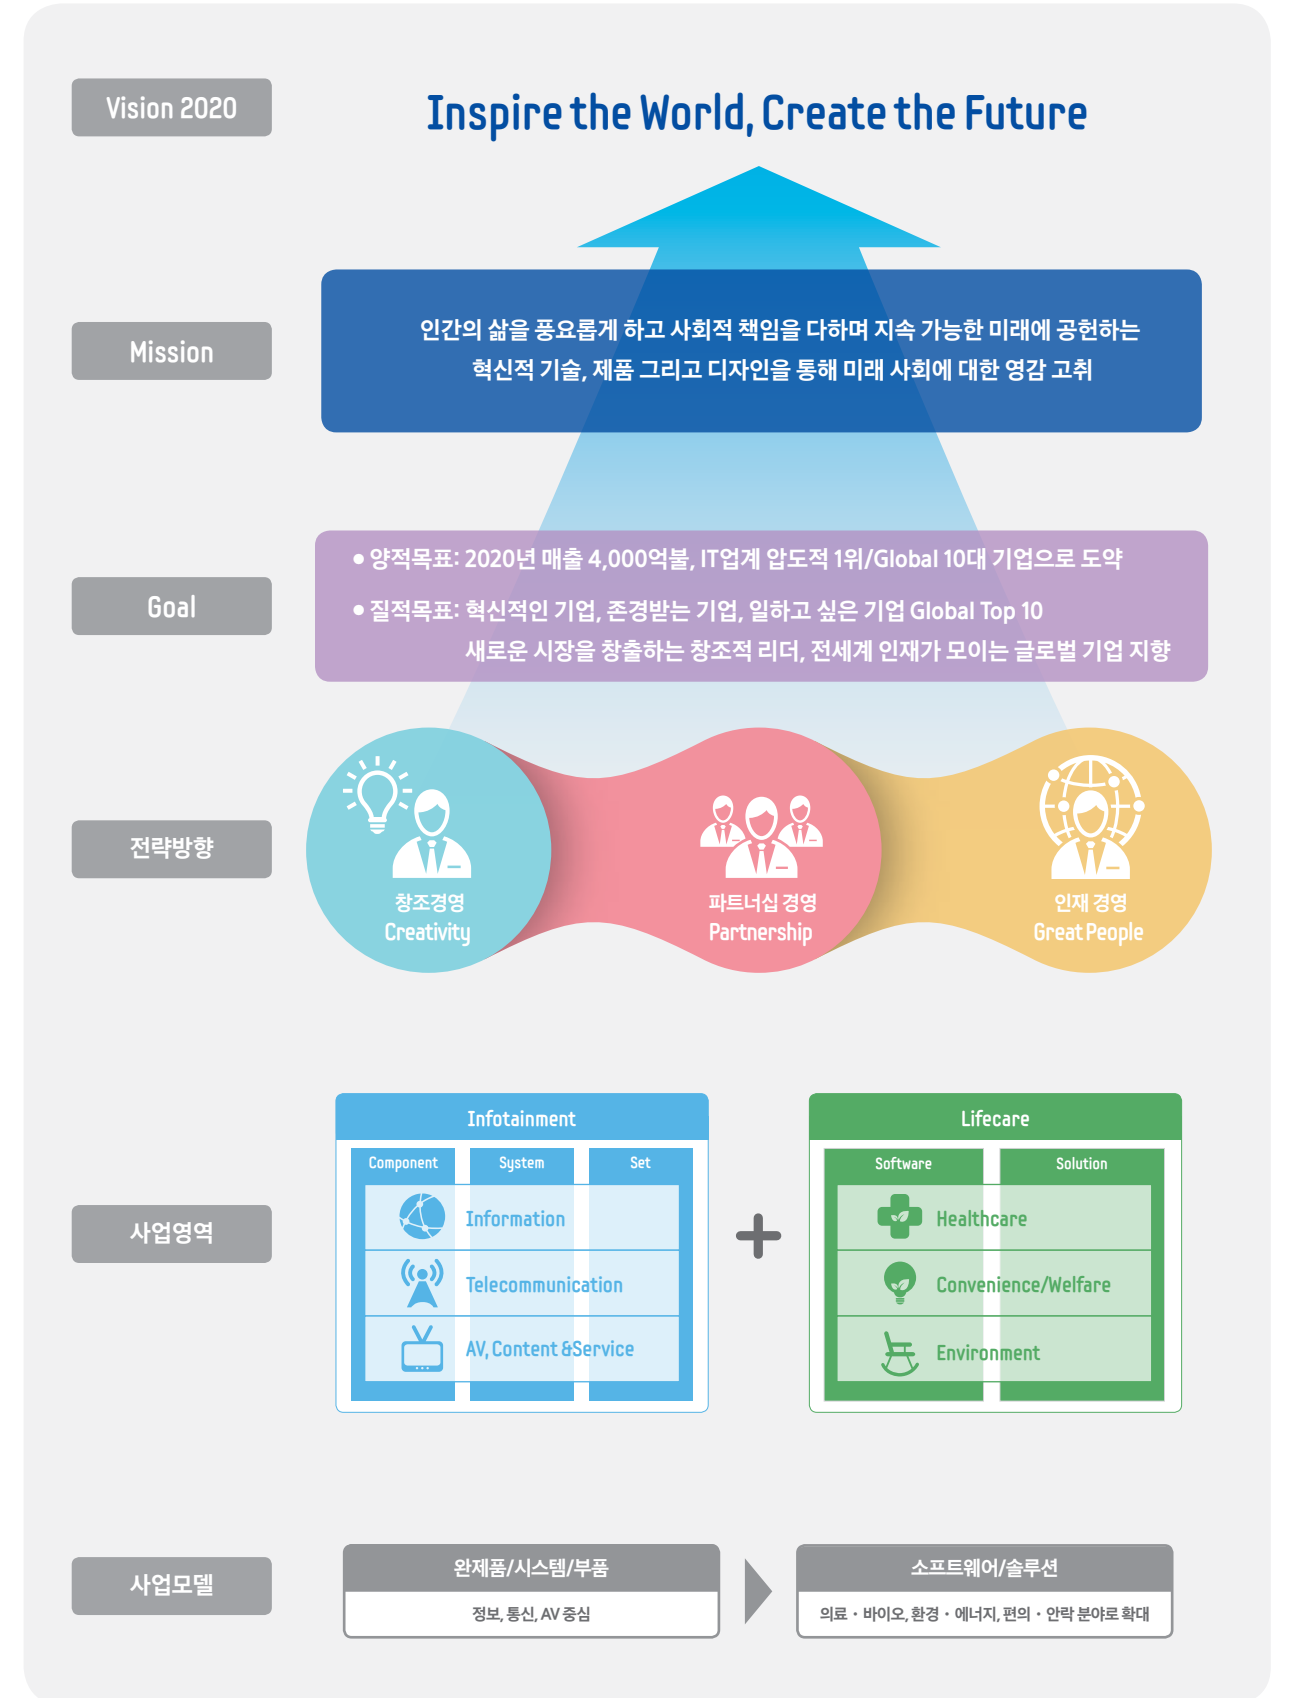 Vision 2020
Inspire the World, Create the Future
Mission
인간의 삶을 풍요롭게 하고 사회적 책임을 다하며 지속 가능한 미래에 공헌하는
혁신적 기술, 제품 그리고 디자인을 통해 미래 사회에 대한 영감 고취
Goal
● 양적목표: 2020년 매출 4,000억불, IT업계 압도적 1위/Global 10대 기업으로 도약
● 질적목표: 혁신적인 기업, 존경받는 기업, 일하고 싶은 기업 Global Top 10
새로운 시장을 창출하는 창조적 리더, 전세계 인재가 모이는 글로벌 기업 지향
전략방향
창조경영
Creativity
파트너십 경영
Partnership
인재 경영
Great People
사업영역
Infotainment
Component
System
Set
Information
Telecommunication
AV, Content &Service
Lifecare
Software
Solution
Healthcare
Convenience/Welfare
Environment
사업모델
완제품/시스템/부품
정보, 통신, AV 중심
소프트웨어/솔루션
의료・바이오, 환경・에너지, 편의・안락 분야로 확대